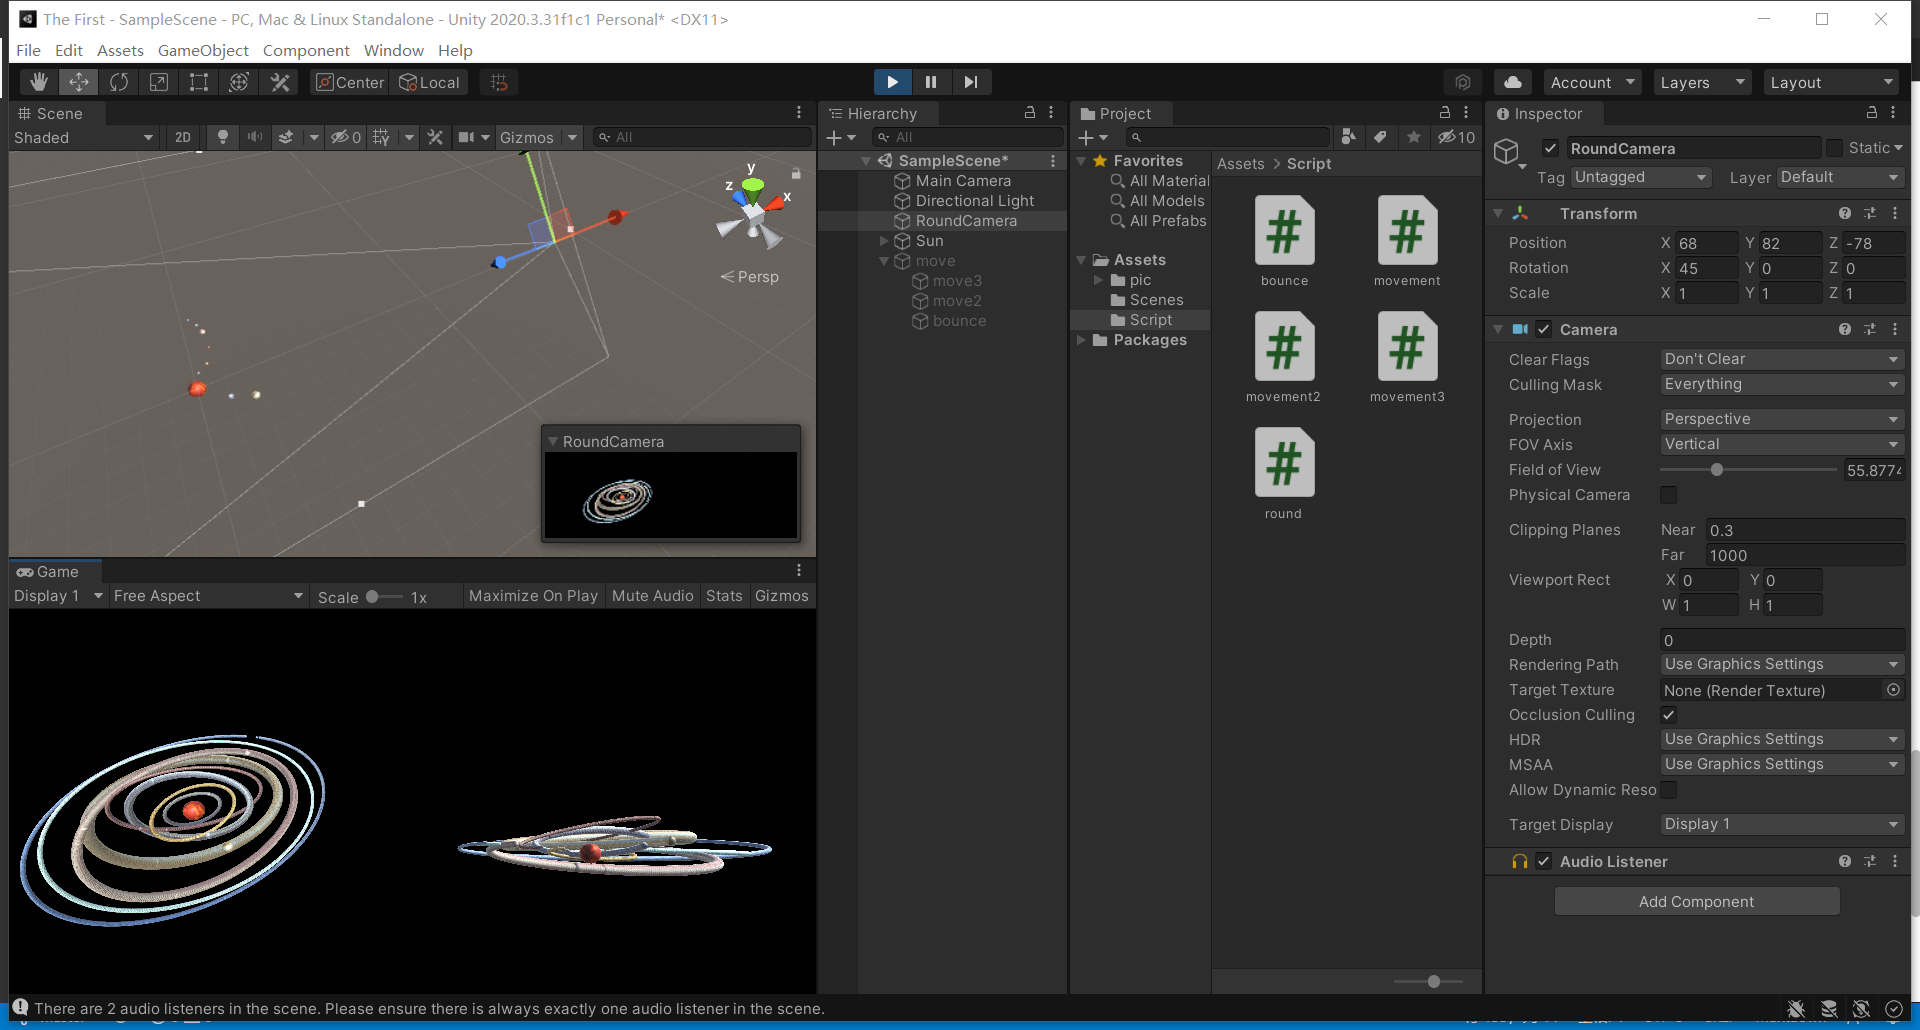 The First - SampleScene - PC, Mac & Linux Standalone - Unity 2020.3.31f1c1 Personal* <DX11>
File Edit Assets GameObject Component Window Help
Center Local Account Layers Layout
Scene
Shaded 2D 0 Gizmos All
y
z
x
Persp
RoundCamera
Game
Display 1 Free Aspect Scale 1x Maximize On Play Mute Audio Stats Gizmos
Hierarchy
All
SampleScene*
Main Camera
Directional Light
RoundCamera
Sun
move
move3
move2
bounce
Project
10
Favorites
All Material
All Models
All Prefabs
Assets
pic
Scenes
Script
Packages
Assets > Script
bounce movement
movement2 movement3
round
Inspector
RoundCamera Static
Tag Untagged Layer Default
Transform
Position X 68 Y 82 Z -78
Rotation X 45 Y 0 Z 0
Scale X 1 Y 1 Z 1
Camera
Clear Flags Don't Clear
Culling Mask Everything
Projection Perspective
FOV Axis Vertical
Field of View 55.8774
Physical Camera
Clipping Planes Near 0.3
Far 1000
Viewport Rect X 0 Y 0
W 1 H 1
Depth 0
Rendering Path Use Graphics Settings
Target Texture None (Render Texture)
Occlusion Culling
HDR Use Graphics Settings
MSAA Use Graphics Settings
Allow Dynamic Reso
Target Display Display 1
Audio Listener
Add Component
There are 2 audio listeners in the scene. Please ensure there is always exactly one audio listener in the scene.